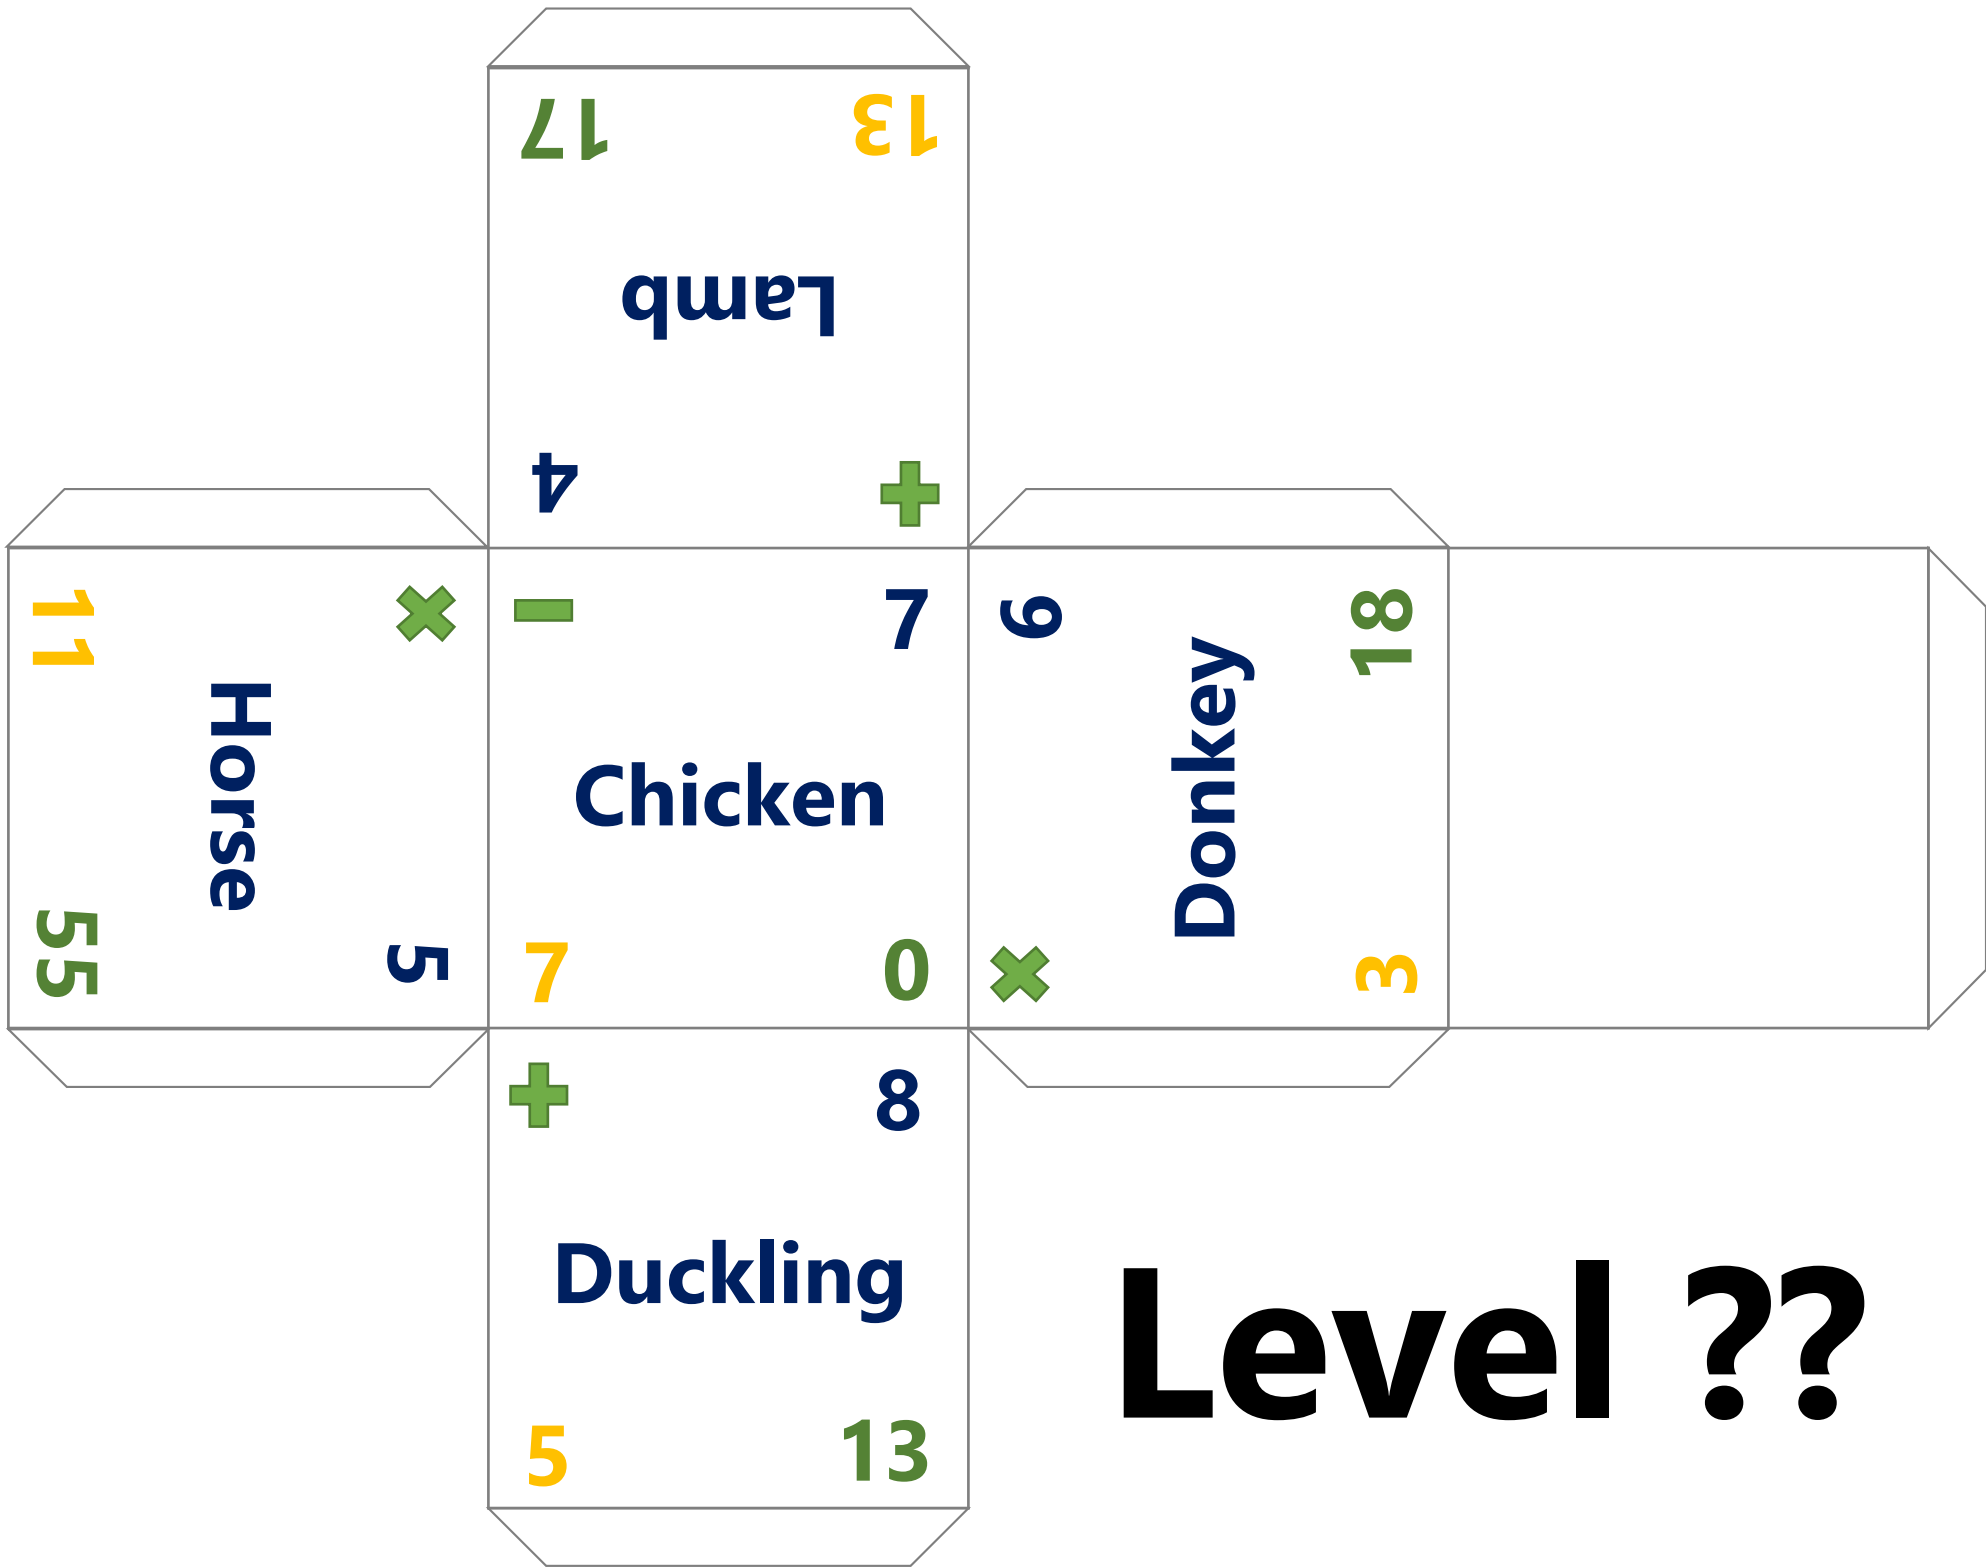 17 13
Lamb
4 +
11
×
Horse
55
5
− 7
Chicken
7 0
6
18
Donkey
×
3
+ 8
Duckling
5 13
Level ??